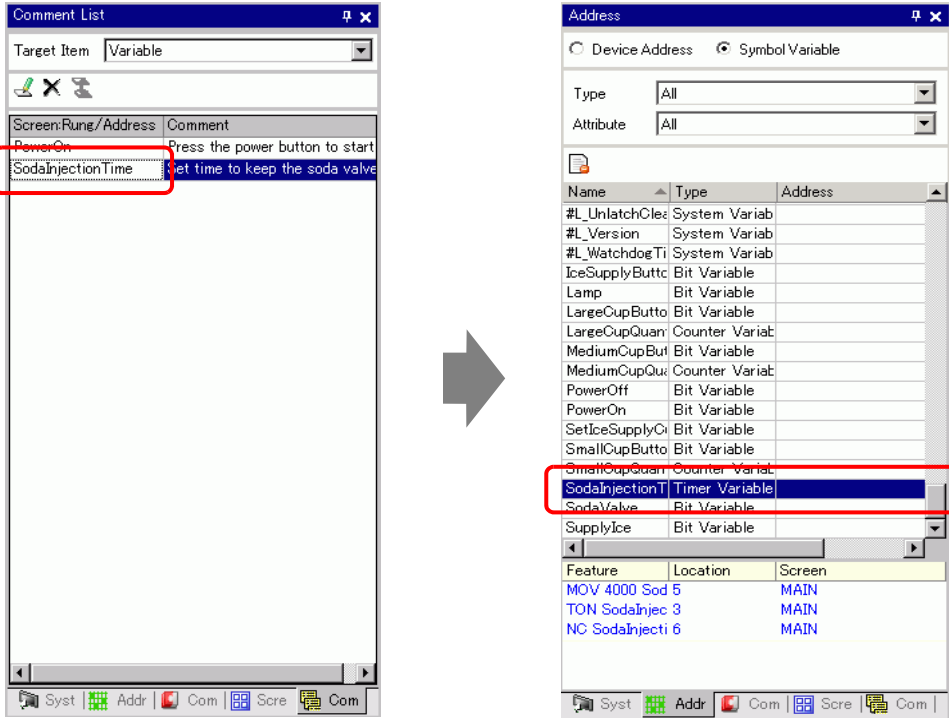 Comment List
Target Item Variable
Screen:Rung/Address Comment
PowerOn Press the power button to start
SodaInjectionTime Set time to keep the soda valve
Syst Addr Com Scre Com
Address
Device Address Symbol Variable
Type All
Attribute All
Name Type Address
#L_UnlatchClea System Variab
#L_Version System Variab
#L_WatchdogTi System Variab
IceSupplyButtc Bit Variable
Lamp Bit Variable
LargeCupButto Bit Variable
LargeCupQuan Counter Variab
MediumCupBut Bit Variable
MediumCupQua Counter Variab
PowerOff Bit Variable
PowerOn Bit Variable
SetIceSupplyC Bit Variable
SmallCupButto Bit Variable
SmallCupQuan Counter Variab
SodaInjectionT Timer Variable
SodaValve Bit Variable
SupplyIce Bit Variable
Feature Location Screen
MOV 4000 Sod 5 MAIN
TON SodaInjec 3 MAIN
NC SodaInjecti 6 MAIN
Syst Addr Com Scre Com